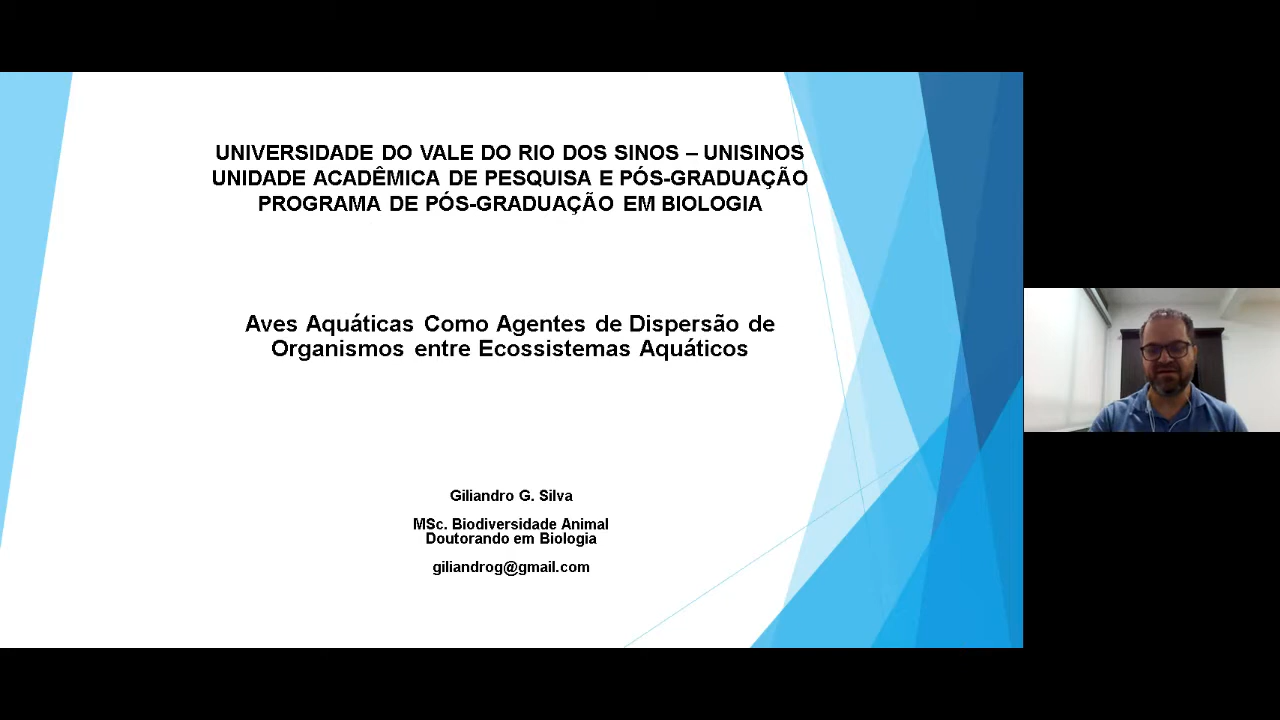 UNIVERSIDADE DO VALE DO RIO DOS SINOS – UNISINOS
UNIDADE ACADÊMICA DE PESQUISA E PÓS-GRADUAÇÃO
PROGRAMA DE PÓS-GRADUAÇÃO EM BIOLOGIA
Aves Aquáticas Como Agentes de Dispersão de
Organismos entre Ecossistemas Aquáticos
Giliandro G. Silva
MSc. Biodiversidade Animal
Doutorando em Biologia
giliandrog@gmail.com